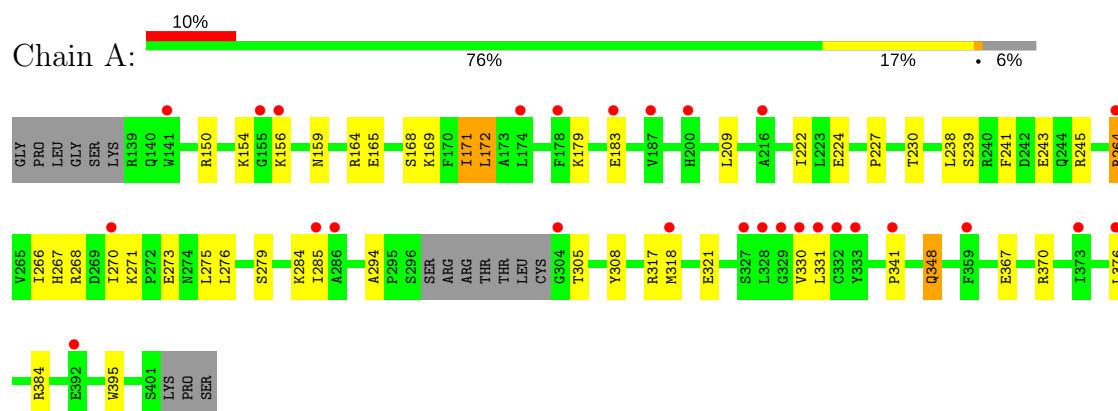 10%
Chain A:
76% 17% • 6%
GLY PRO LEU GLY SER LYS R139 Q140 W141 R150 K154 G155 K156 N159 R164 E165 S168 K169 F170 I171 L172 A173 L174 F178 K179 E183 V187 H200 L209 A216 I222 L223 E224 P227 T230 L238 S239 R240 F241 D242 E243 Q244 R245
V265 I266 H267 R268 D269 I270 K271 P272 E273 N274 L275 L276 S279 K284 I285 A286 A294 P295 S296 SER ARG ARG THR THR LEU CYS G304 T305 Y308 R317 M318 E321 S327 L328 G329 V330 L331 C332 Y333 P341 Q348 F359 E367 R370 I373
R384 E392 W395 S401 LYS PRO SER